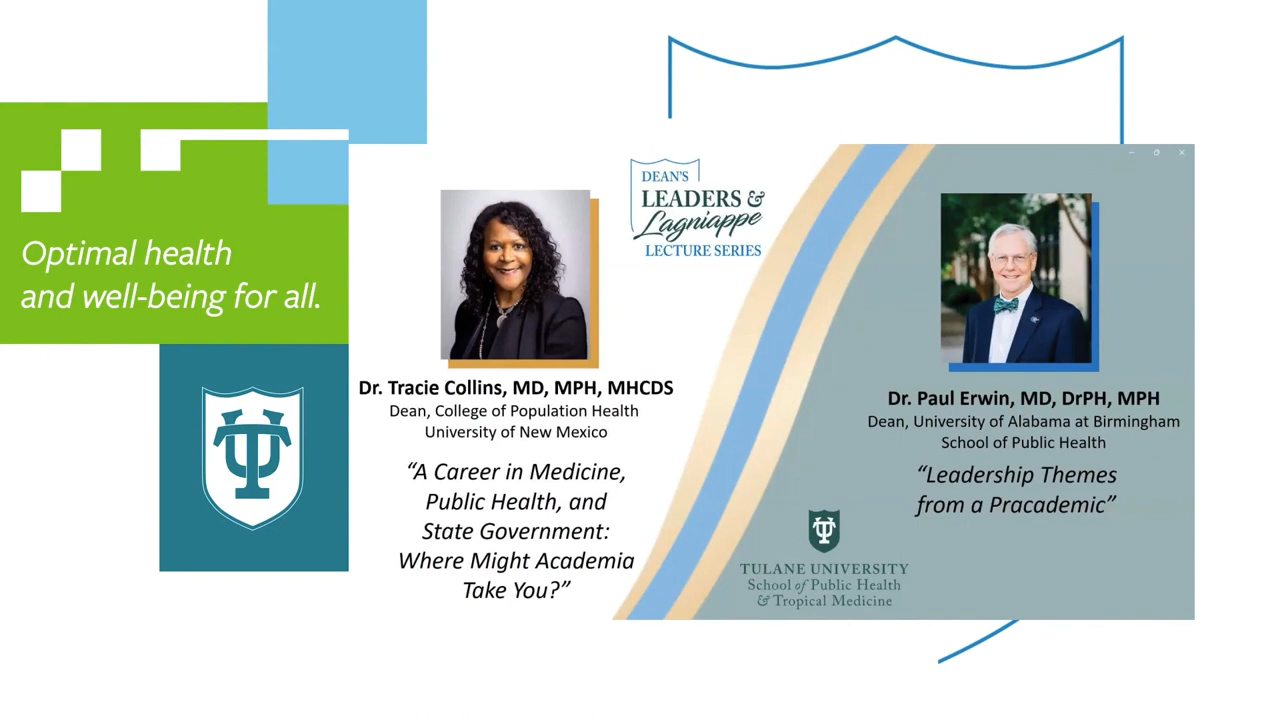 Optimal health
and well-being for all.
DEAN'S
LEADERS &
Lagniappe
LECTURE SERIES
Dr. Tracie Collins, MD, MPH, MHCDS
Dean, College of Population Health
University of New Mexico
“A Career in Medicine,
Public Health, and
State Government:
Where Might Academia
Take You?”
Dr. Paul Erwin, MD, DrPH, MPH
Dean, University of Alabama at Birmingham
School of Public Health
“Leadership Themes
from a Pracademic”
TULANE UNIVERSITY
School of Public Health
& Tropical Medicine